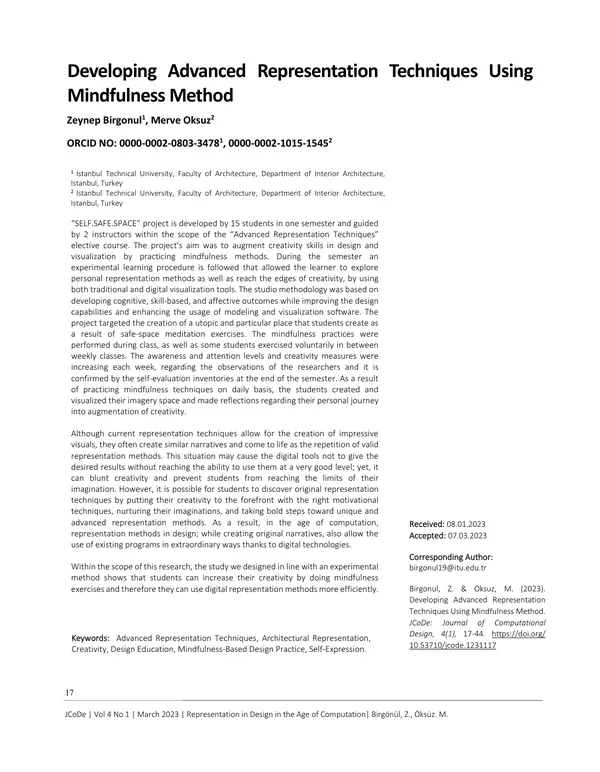 Developing Advanced Representation Techniques Using
Mindfulness Method
Zeynep Birgonul¹, Merve Oksuz²
ORCID NO: 0000-0002-0803-3478¹, 0000-0002-1015-1545²
¹ Istanbul Technical University, Faculty of Architecture, Department of Interior Architecture,
Istanbul, Turkey
² Istanbul Technical University, Faculty of Architecture, Department of Interior Architecture,
Istanbul, Turkey
“SELF.SAFE.SPACE” project is developed by 15 students in one semester and guided
by 2 instructors within the scope of the “Advanced Representation Techniques”
elective course. The project's aim was to augment creativity skills in design and
visualization by practicing mindfulness methods. During the semester an
experimental learning procedure is followed that allowed the learner to explore
personal representation methods as well as reach the edges of creativity, by using
both traditional and digital visualization tools. The studio methodology was based on
developing cognitive, skill-based, and affective outcomes while improving the design
capabilities and enhancing the usage of modeling and visualization software. The
project targeted the creation of a utopic and particular place that students create as
a result of safe-space meditation exercises. The mindfulness practices were
performed during class, as well as some students exercised voluntarily in between
weekly classes. The awareness and attention levels and creativity measures were
increasing each week, regarding the observations of the researchers and it is
confirmed by the self-evaluation inventories at the end of the semester. As a result
of practicing mindfulness techniques on daily basis, the students created and
visualized their imagery space and made reflections regarding their personal journey
into augmentation of creativity.
Although current representation techniques allow for the creation of impressive
visuals, they often create similar narratives and come to life as the repetition of valid
representation methods. This situation may cause the digital tools not to give the
desired results without reaching the ability to use them at a very good level; yet, it
can blunt creativity and prevent students from reaching the limits of their
imagination. However, it is possible for students to discover original representation
techniques by putting their creativity to the forefront with the right motivational
techniques, nurturing their imaginations, and taking bold steps toward unique and
advanced representation methods. As a result, in the age of computation,
representation methods in design; while creating original narratives, also allow the
use of existing programs in extraordinary ways thanks to digital technologies.
Within the scope of this research, the study we designed in line with an experimental
method shows that students can increase their creativity by doing mindfulness
exercises and therefore they can use digital representation methods more efficiently.
Keywords: Advanced Representation Techniques, Architectural Representation,
Creativity, Design Education, Mindfulness-Based Design Practice, Self-Expression.
Received: 08.01.2023
Accepted: 07.03.2023
Corresponding Author:
birgonul19@itu.edu.tr
Birgonul, Z. & Oksuz, M. (2023).
Developing Advanced Representation
Techniques Using Mindfulness Method.
JCoDe: Journal of Computational
Design, 4(1), 17-44. https://doi.org/
10.53710/jcode.1231117
17
JCoDe | Vol 4 No 1 | March 2023 | Representation in Design in the Age of Computation| Birgönül, Z., Öksüz. M.